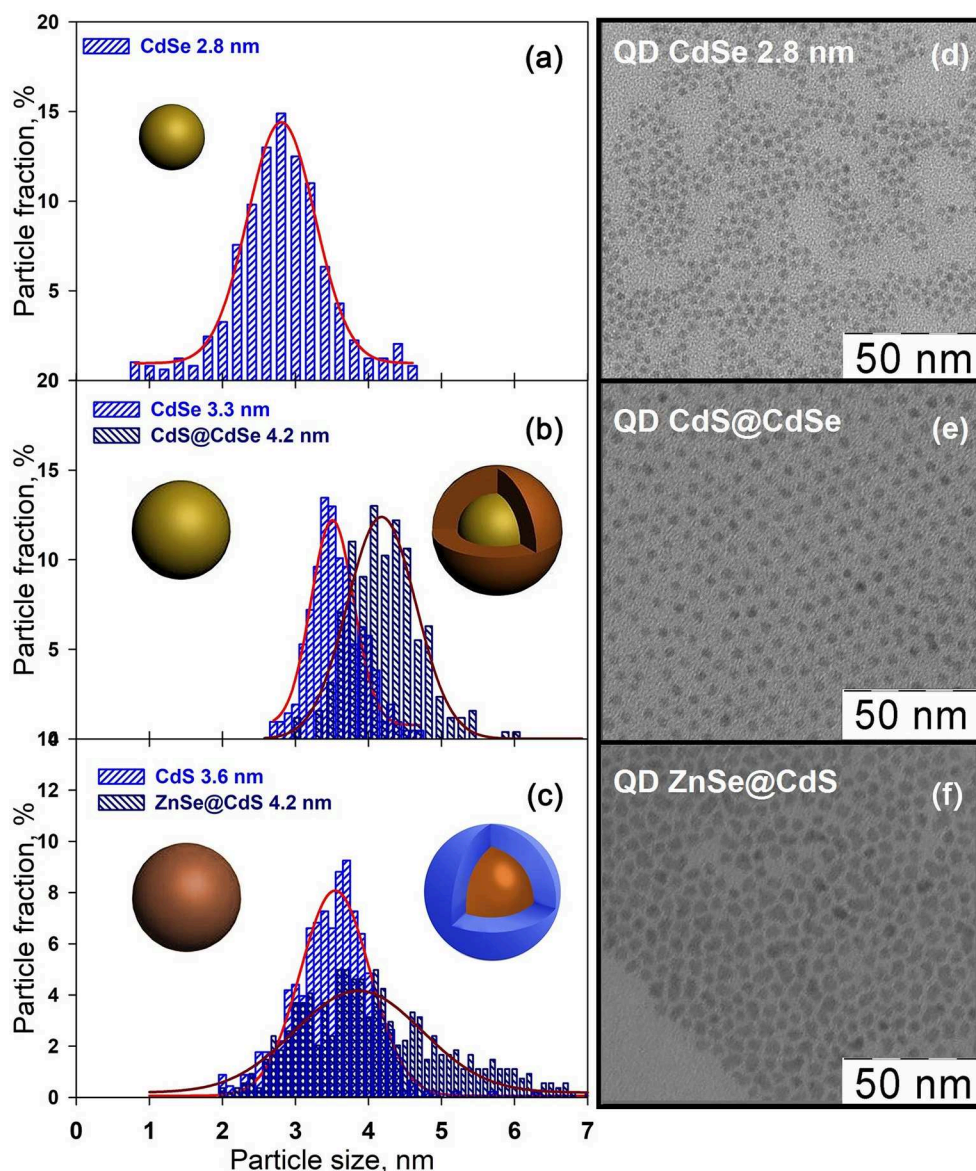 20
CdSe 2.8 nm
(a)
15
10
5
Particle fraction, %
20
CdSe 3.3 nm
CdS@CdSe 4.2 nm
(b)
15
10
5
Particle fraction, %
CdS 3.6 nm
ZnSe@CdS 4.2 nm
(c)
12
10
8
6
4
2
0
Particle fraction, %
0 1 2 3 4 5 6 7
Particle size, nm
QD CdSe 2.8 nm (d)
50 nm
QD CdS@CdSe (e)
50 nm
QD ZnSe@CdS (f)
50 nm